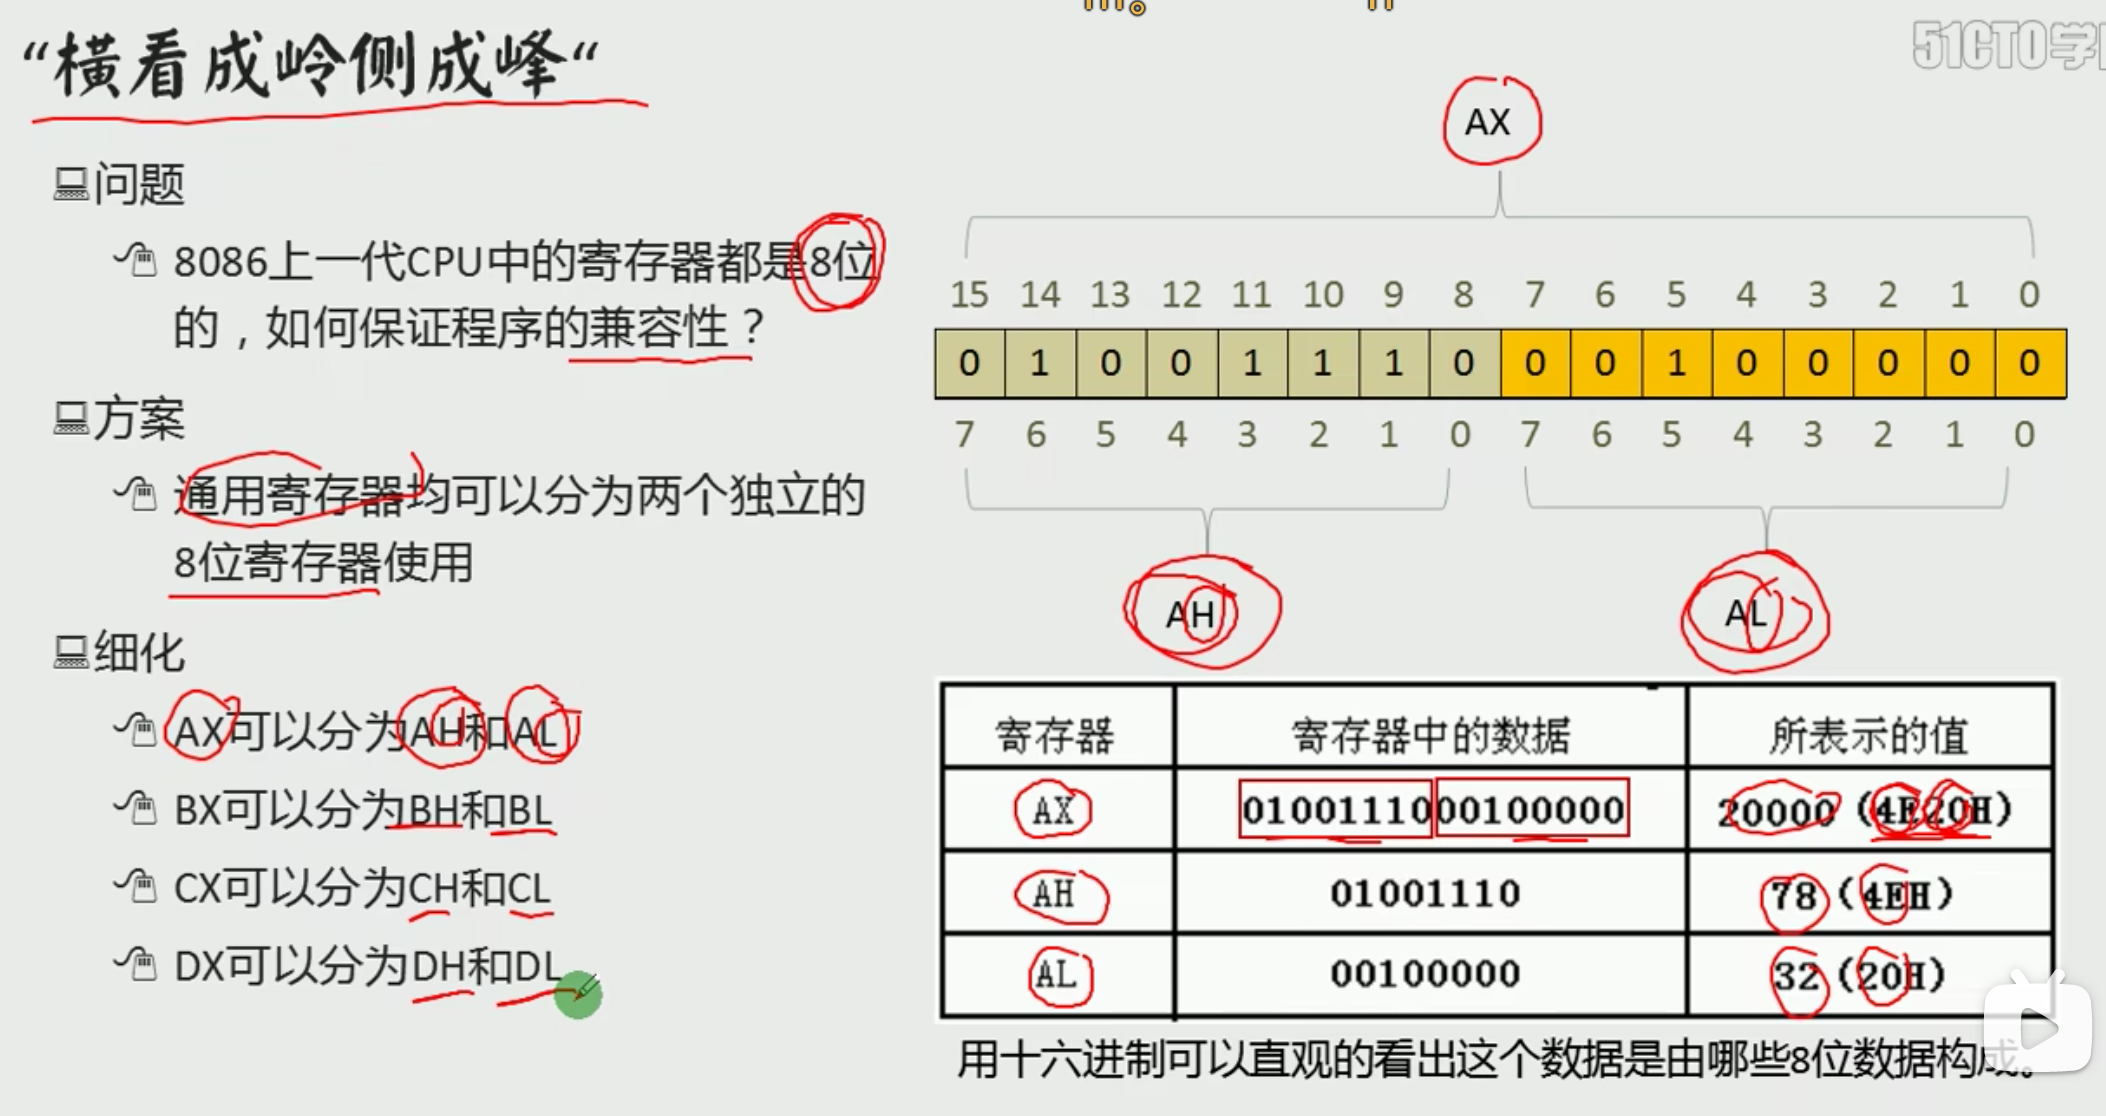 51CTO学
“横看成岭侧成峰“
问题
8086上一代CPU中的寄存器都是8位
的，如何保证程序的兼容性？
方案
通用寄存器均可以分为两个独立的
8位寄存器使用
细化
AX可以分为AH和AL
BX可以分为BH和BL
CX可以分为CH和CL
DX可以分为DH和DL
AX
15 14 13 12 11 10 9 8 7 6 5 4 3 2 1 0
0 1 0 0 1 1 1 0 0 0 1 0 0 0 0 0
7 6 5 4 3 2 1 0 7 6 5 4 3 2 1 0
AH AL
寄存器 寄存器中的数据 所表示的值
AX 0100111000100000 20000（4E20H）
AH 01001110 78（4EH）
AL 00100000 32（20H）
用十六进制可以直观的看出这个数据是由哪些8位数据构成。